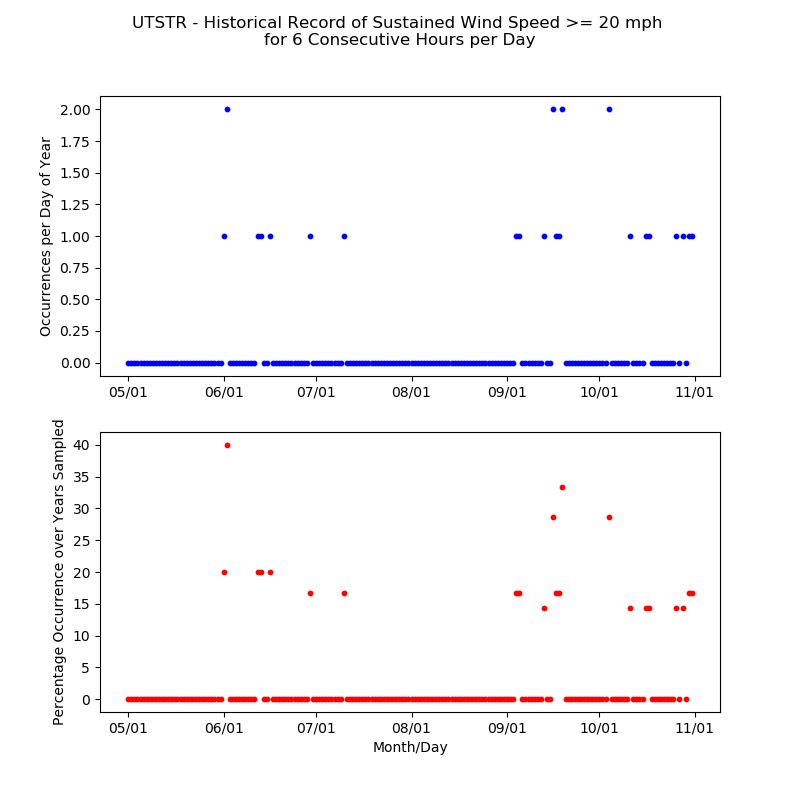 UTSTR - Historical Record of Sustained Wind Speed >= 20 mph
for 6 Consecutive Hours per Day
Occurrences per Day of Year
2.00
1.75
1.50
1.25
1.00
0.75
0.50
0.25
0.00
05/01 06/01 07/01 08/01 09/01 10/01 11/01
Percentage Occurrence over Years Sampled
40
35
30
25
20
15
10
5
0
05/01 06/01 07/01 08/01 09/01 10/01 11/01
Month/Day